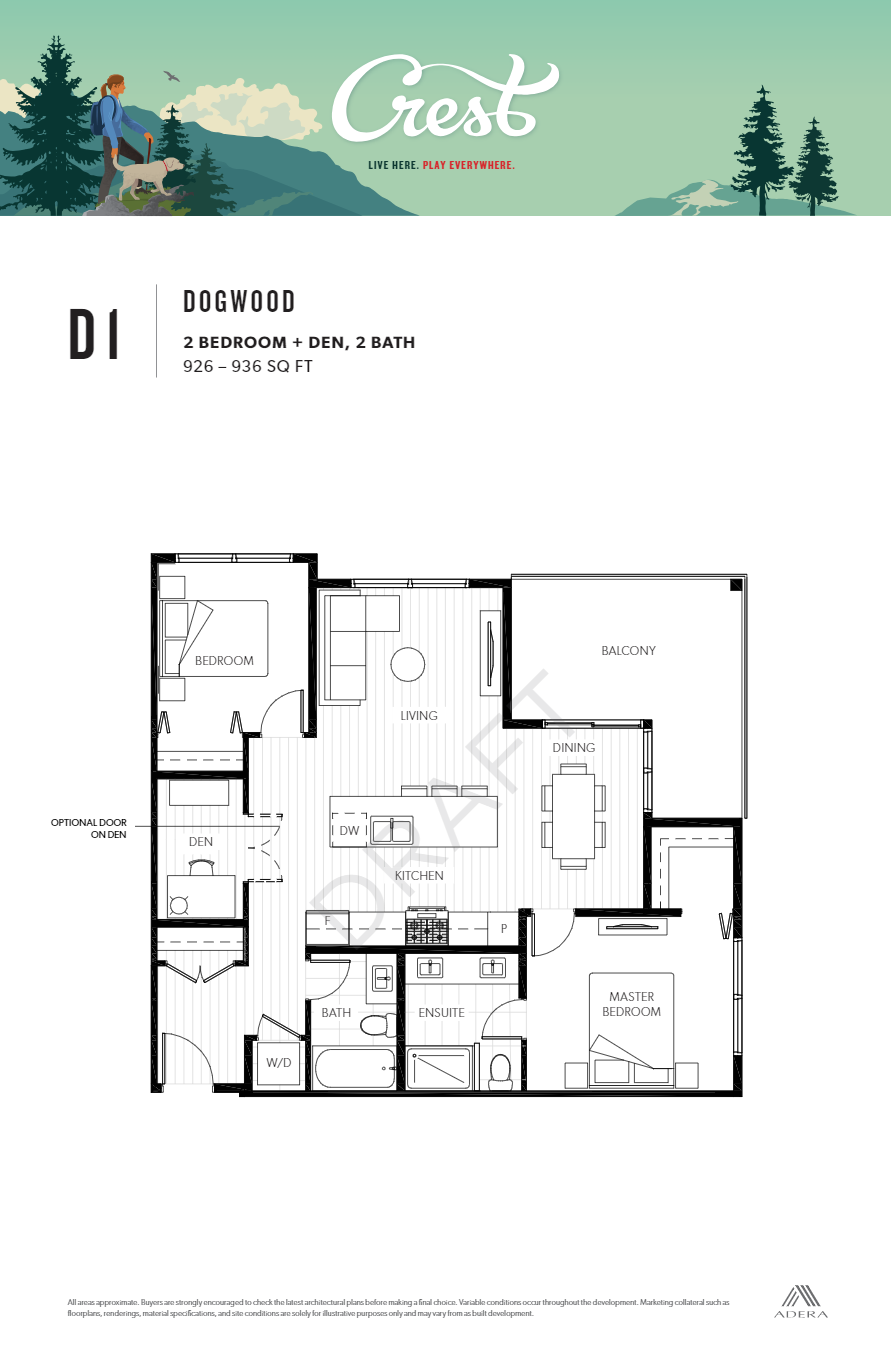 Crest
LIVE HERE. PLAY EVERYWHERE.
D1
DOGWOOD
2 BEDROOM + DEN, 2 BATH
926 – 936 SQ FT
BEDROOM
BALCONY
LIVING
DINING
OPTIONAL DOOR
ON DEN
DW
DEN
KITCHEN
F
P
DRAFT
BATH
ENSUITE
MASTER
BEDROOM
W/D
All areas approximate. Buyers are strongly encouraged to check the latest architectural plans before making a final choice. Variable conditions occur throughout the development. Marketing collateral such as
floorplans, renderings, material specifications, and site conditions are solely for illustrative purposes only and may vary from as built development.
ADERA